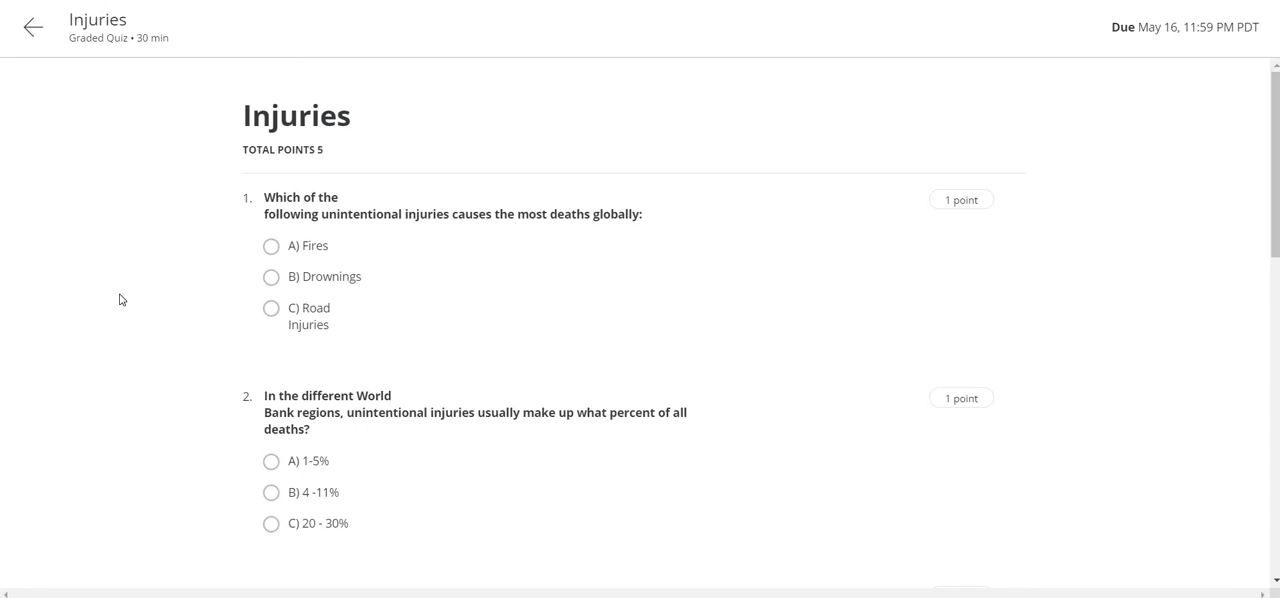 Injuries
Graded Quiz • 30 min
Due May 16, 11:59 PM PDT
Injuries
TOTAL POINTS 5
1. Which of the
following unintentional injuries causes the most deaths globally:
1 point
A) Fires
B) Drownings
C) Road
Injuries
2. In the different World
Bank regions, unintentional injuries usually make up what percent of all
deaths?
1 point
A) 1-5%
B) 4 -11%
C) 20 - 30%